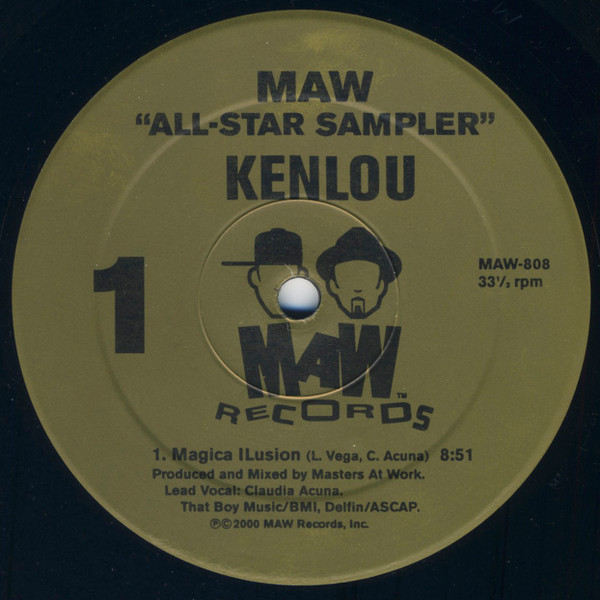 MAW
“ALL-STAR SAMPLER”
KENLOU
1
MAW-808
33⅓ rpm
MAW™
RECORDS
1. Magica ILusion (L. Vega, C. Acuna) 8:51
Produced and Mixed by Masters At Work.
Lead Vocal: Claudia Acuna.
That Boy Music/BMI, Delfin/ASCAP.
℗©2000 MAW Records, Inc.